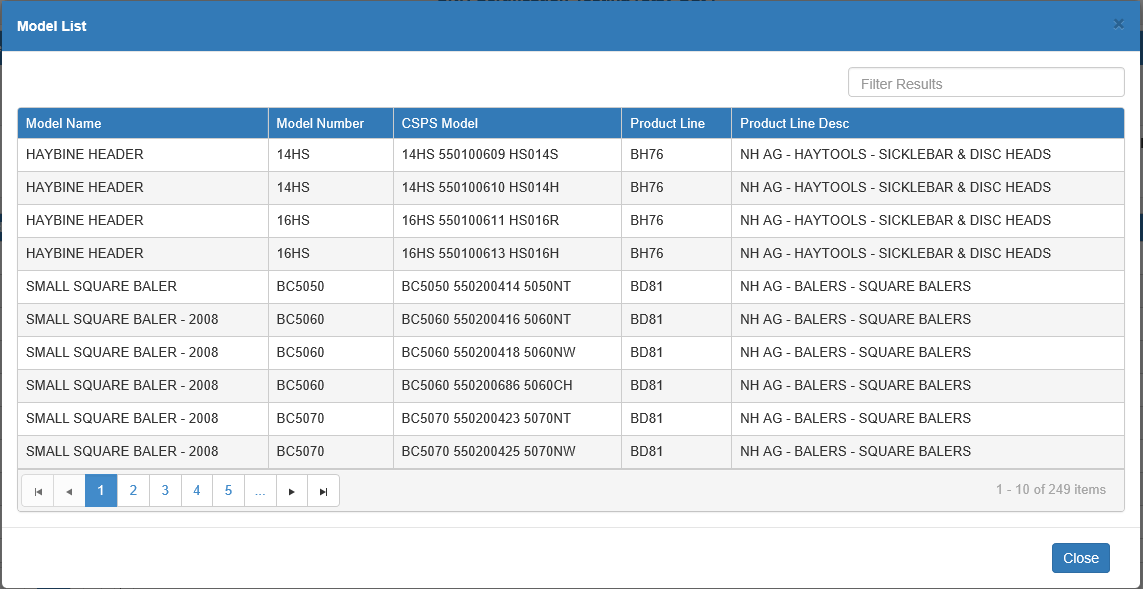 Model List
×
Filter Results
Model Name Model Number CSPS Model Product Line Product Line Desc
HAYBINE HEADER 14HS 14HS 550100609 HS014S BH76 NH AG - HAYTOOLS - SICKLEBAR & DISC HEADS
HAYBINE HEADER 14HS 14HS 550100610 HS014H BH76 NH AG - HAYTOOLS - SICKLEBAR & DISC HEADS
HAYBINE HEADER 16HS 16HS 550100611 HS016R BH76 NH AG - HAYTOOLS - SICKLEBAR & DISC HEADS
HAYBINE HEADER 16HS 16HS 550100613 HS016H BH76 NH AG - HAYTOOLS - SICKLEBAR & DISC HEADS
SMALL SQUARE BALER BC5050 BC5050 550200414 5050NT BD81 NH AG - BALERS - SQUARE BALERS
SMALL SQUARE BALER - 2008 BC5060 BC5060 550200416 5060NT BD81 NH AG - BALERS - SQUARE BALERS
SMALL SQUARE BALER - 2008 BC5060 BC5060 550200418 5060NW BD81 NH AG - BALERS - SQUARE BALERS
SMALL SQUARE BALER - 2008 BC5060 BC5060 550200686 5060CH BD81 NH AG - BALERS - SQUARE BALERS
SMALL SQUARE BALER - 2008 BC5070 BC5070 550200423 5070NT BD81 NH AG - BALERS - SQUARE BALERS
SMALL SQUARE BALER - 2008 BC5070 BC5070 550200425 5070NW BD81 NH AG - BALERS - SQUARE BALERS
1 2 3 4 5 ... 1 - 10 of 249 items
Close